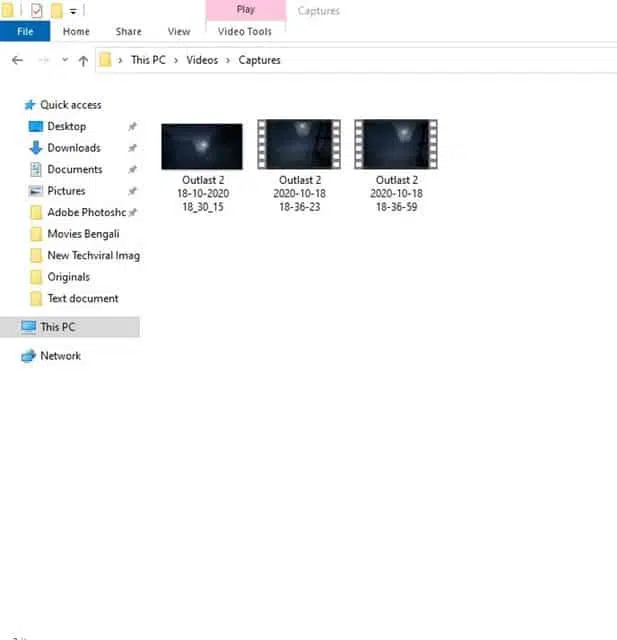 Play
Captures
File
Home
Share
View
Video Tools
This PC
Videos
Captures
Quick access
Desktop
Downloads
Documents
Pictures
Adobe Photoshc
Movies Bengali
New Techviral Imag
Originals
Text document
This PC
Network
Outlast 2
18-10-2020
18_30_15
Outlast 2
2020-10-18
18-36-23
Outlast 2
2020-10-18
18-36-59